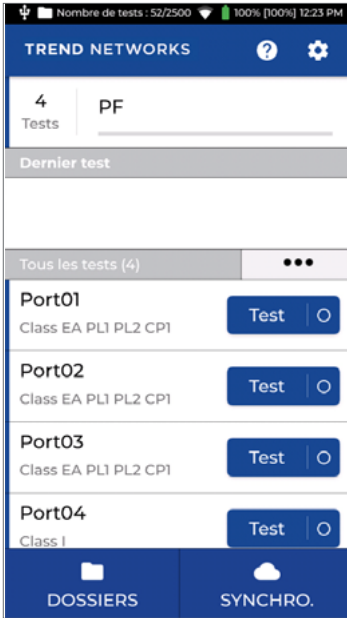 Nombre de tests : 52/2500 100% [100%] 12:23 PM
TREND NETWORKS ?
4
Tests
PF
Dernier test
Tous les tests (4) •••
Port01
Class EA PL1 PL2 CP1
Test
Port02
Class EA PL1 PL2 CP1
Test
Port03
Class EA PL1 PL2 CP1
Test
Port04
Class I
Test
DOSSIERS
SYNCHRO.